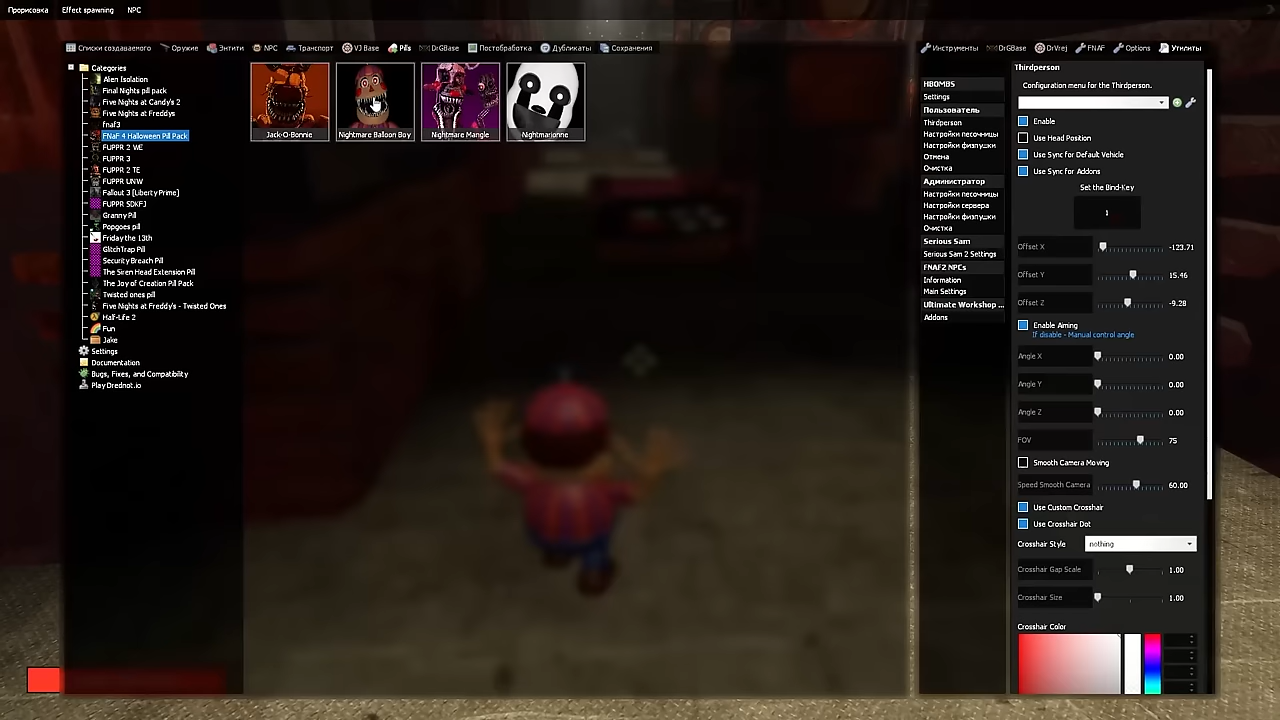 Прорисовка Effect spawning NPC
Списки создаваемого Оружие Энтити NPC Транспорт VJ Base Pills DrGBase Постобработка Дубликаты Сохранения
Categories
Alien Isolation
Final Nights pill pack
Five Nights at Candy's 2
Five Nights at Freddys
fnaf3
FNaF 4 Halloween Pill Pack
FUPPR 2 WE
FUPPR 3
FUPPR 2 TE
FUPPR UNW
Fallout 3 [Liberty Prime]
FUPPR SDKFJ
Granny Pill
Popgoes pill
Friday the 13th
GlitchTrap Pill
Security Breach Pill
The Siren Head Extension Pill
The Joy of Creation Pill Pack
Twisted ones pill
Five Nights at Freddy's - Twisted Ones
Half-Life 2
Fun
Jake
Settings
Documentation
Bugs, Fixes, and Compatibility
Play Drednot.io
Jack-O-Bonnie Nightmare Balloon Boy Nightmare Mangle Nightmarionne
Инструменты DrGBase DrVrej FNAF Options Утилиты
HBOMBS
Settings
Пользователь
Thirdperson
Настройки песочницы
Настройки физпушки
Отмена
Очистка
Администратор
Настройки песочницы
Настройки сервера
Настройки физпушки
Очистка
Serious Sam
Serious Sam 2 Settings
FNAF2 NPCs
Information
Main Settings
Ultimate Workshop ...
Addons
Thirdperson
Configuration menu for the Thirdperson.
Enable
Use Head Position
Use Sync for Default Vehicle
Use Sync for Addons
Set the Bind-Key
1
Offset X -123.71
Offset Y 15.46
Offset Z -9.28
Enable Aiming
If disable - Manual control angle
Angle X 0.00
Angle Y 0.00
Angle Z 0.00
FOV 75
Smooth Camera Moving
Speed Smooth Camera 60.00
Use Custom Crosshair
Use Crosshair Dot
Crosshair Style nothing
Crosshair Gap Scale 1.00
Crosshair Size 1.00
Crosshair Color